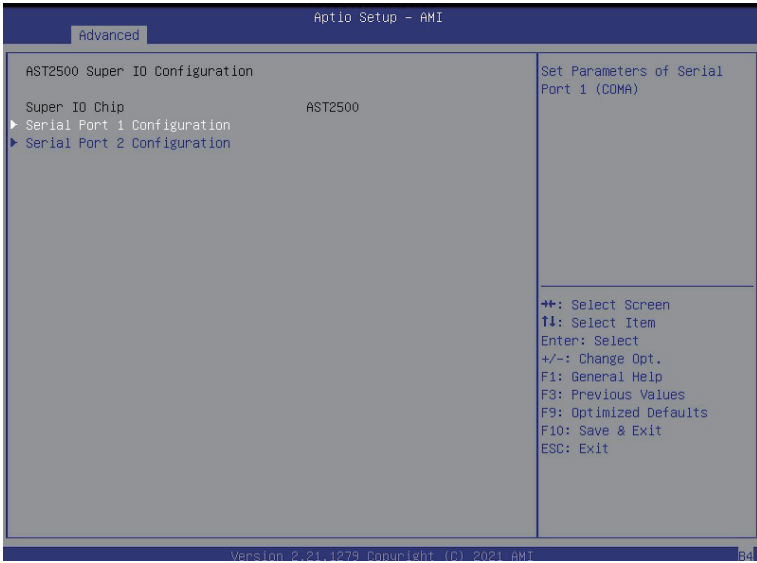 Aptio Setup – AMI
Advanced
AST2500 Super IO Configuration
Super IO Chip AST2500
▶ Serial Port 1 Configuration
▶ Serial Port 2 Configuration
Set Parameters of Serial
Port 1 (COMA)
→←: Select Screen
↑↓: Select Item
Enter: Select
+/-: Change Opt.
F1: General Help
F3: Previous Values
F9: Optimized Defaults
F10: Save & Exit
ESC: Exit
Version 2.21.1279 Copyright (C) 2021 AMI
B4